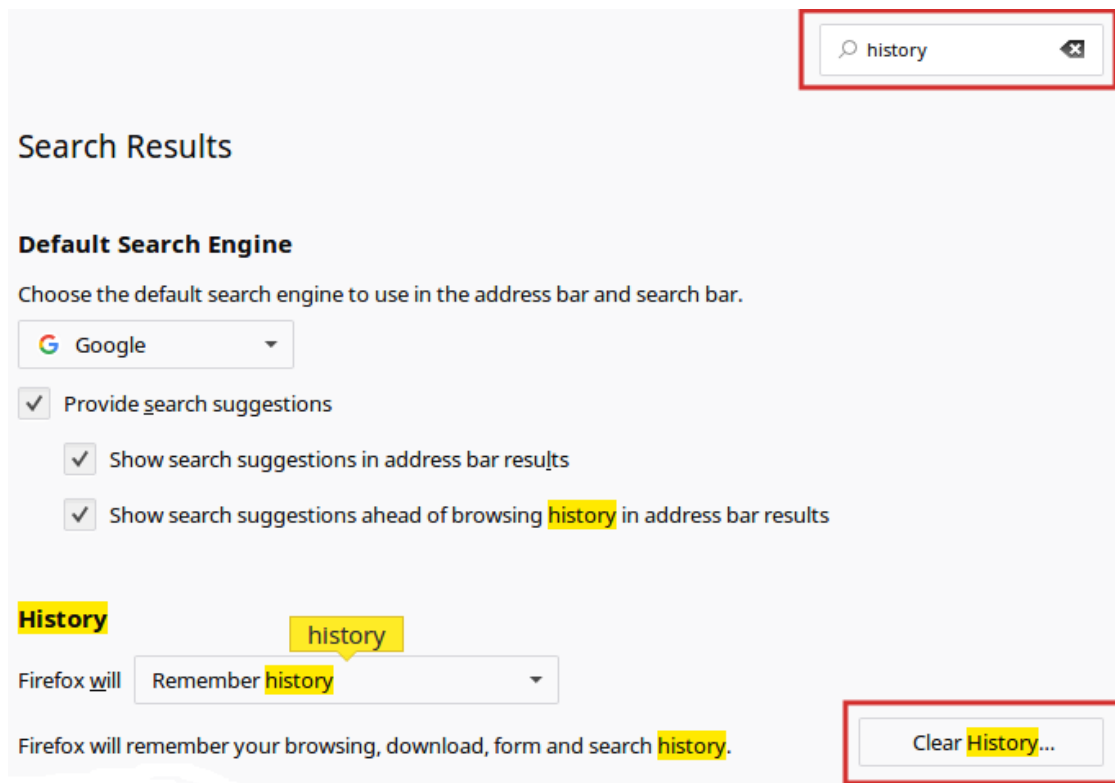 history
Search Results
Default Search Engine
Choose the default search engine to use in the address bar and search bar.
Google
Provide search suggestions
Show search suggestions in address bar results
Show search suggestions ahead of browsing history in address bar results
History
history
Firefox will Remember history
Firefox will remember your browsing, download, form and search history. Clear History...